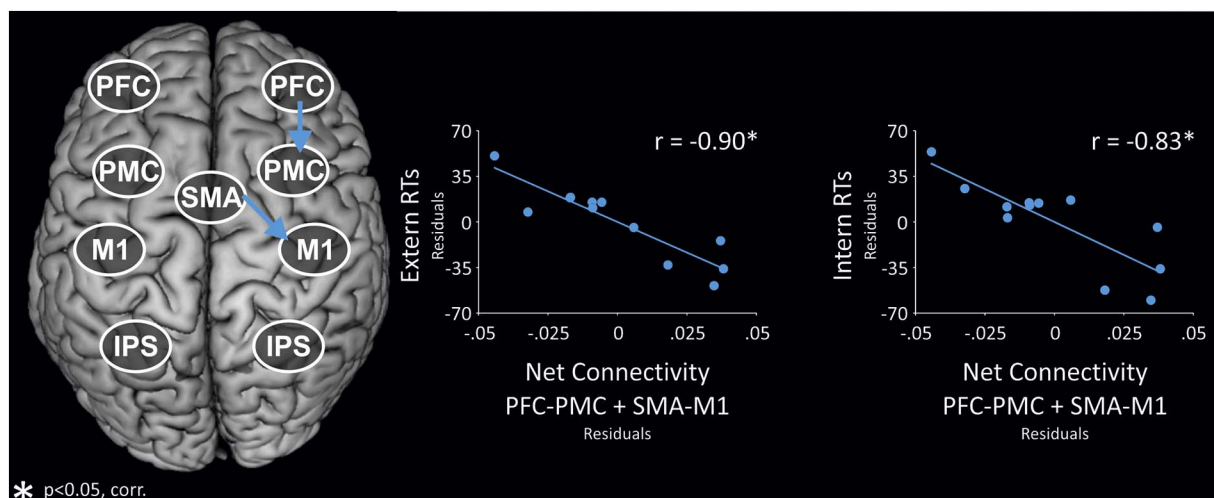 PFC PFC
PMC PMC
SMA
M1 M1
IPS IPS
* p<0.05, corr.
r = -0.90*
Extern RTs
Residuals
70
35
0
-35
-70
-.05 -.025 0 .025 .05
Net Connectivity
PFC-PMC + SMA-M1
Residuals
r = -0.83*
Intern RTs
Residuals
70
35
0
-35
-70
-.05 -.025 0 .025 .05
Net Connectivity
PFC-PMC + SMA-M1
Residuals